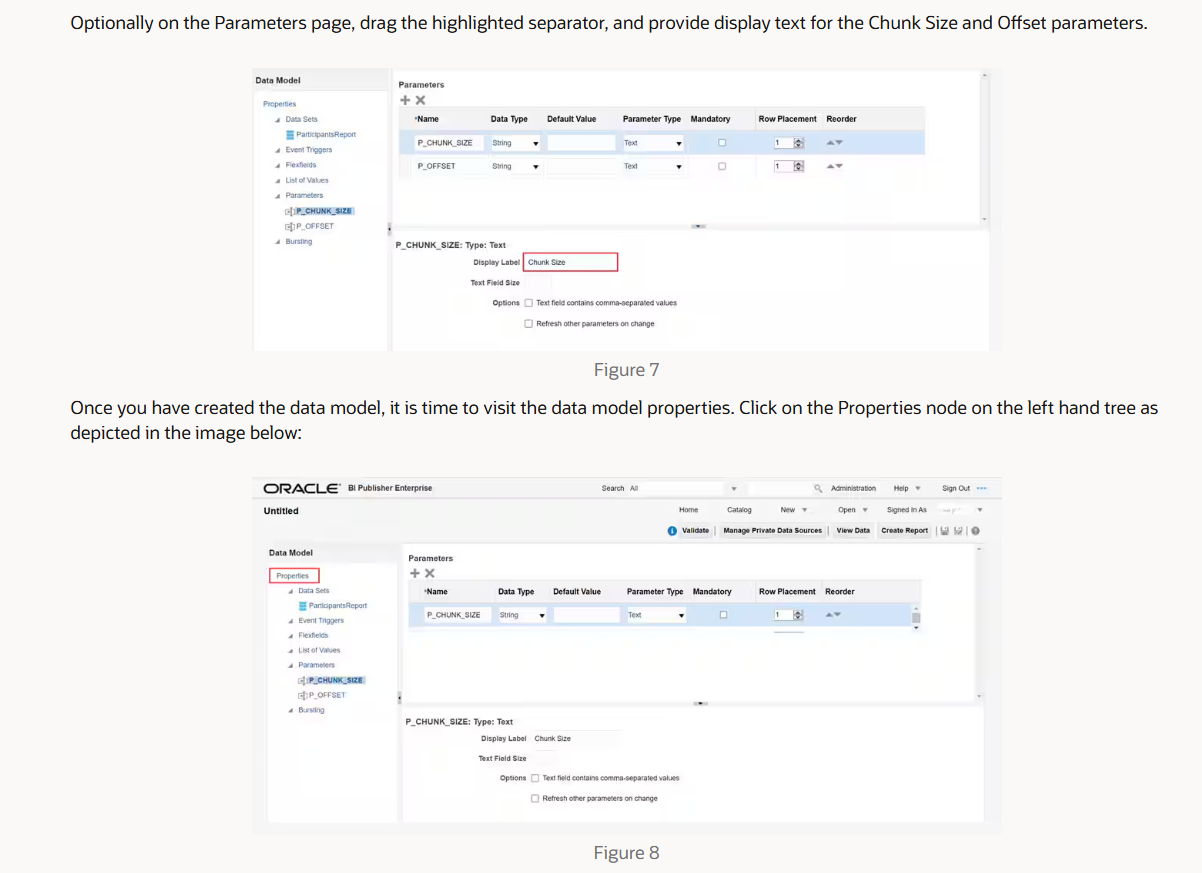 Optionally on the Parameters page, drag the highlighted separator, and provide display text for the Chunk Size and Offset parameters.
Data Model
Properties
Data Sets
ParticipantsReport
Event Triggers
Flexfields
List of Values
Parameters
P_CHUNK_SIZE
P_OFFSET
Bursting
Parameters
*Name Data Type Default Value Parameter Type Mandatory Row Placement Reorder
P_CHUNK_SIZE String Text 1
P_OFFSET String Text 1
P_CHUNK_SIZE: Type: Text
Display Label Chunk Size
Text Field Size
Options Text field contains comma-separated values
Refresh other parameters on change
Figure 7
Once you have created the data model, it is time to visit the data model properties. Click on the Properties node on the left hand tree as
depicted in the image below:
ORACLE' BI Publisher Enterprise Search All Administration Help Sign Out
Untitled Home Catalog New Open Signed In As
Validate Manage Private Data Sources View Data Create Report
Data Model
Properties
Data Sets
ParticipantsReport
Event Triggers
Flexfields
List of Values
Parameters
P_CHUNK_SIZE
P_OFFSET
Bursting
Parameters
*Name Data Type Default Value Parameter Type Mandatory Row Placement Reorder
P_CHUNK_SIZE String Text 1
P_CHUNK_SIZE: Type: Text
Display Label Chunk Size
Text Field Size
Options Text field contains comma-separated values
Refresh other parameters on change
Figure 8